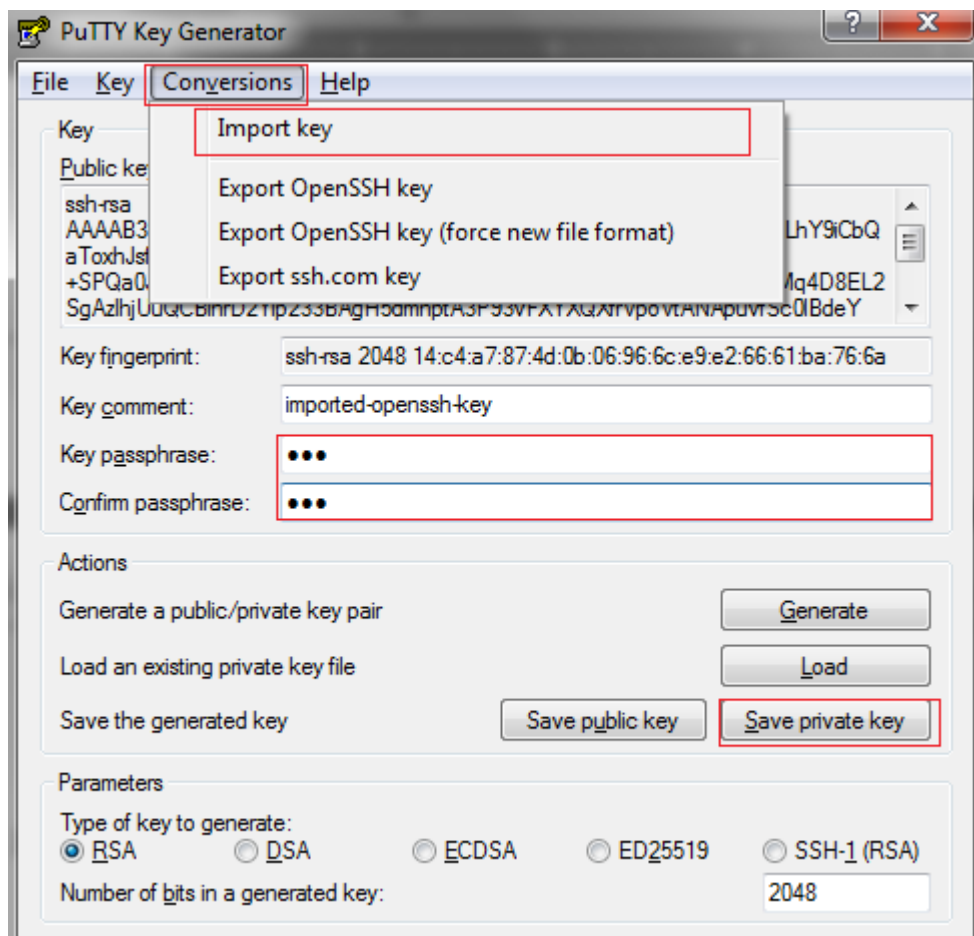 PuTTY Key Generator
File Key Conversions Help
Import key
Export OpenSSH key
Export OpenSSH key (force new file format)
Export ssh.com key
Key
Public key
ssh-rsa
AAAAB3 LhY9iCbQ
aToxhJst
+SPQa0 Mq4D8EL2
Key fingerprint: ssh-rsa 2048 14:c4:a7:87:4d:0b:06:96:6c:e9:e2:66:61:ba:76:6a
Key comment: imported-openssh-key
Key passphrase: ●●●
Confirm passphrase: ●●●
Actions
Generate a public/private key pair Generate
Load an existing private key file Load
Save the generated key Save public key Save private key
Parameters
Type of key to generate:
RSA DSA ECDSA ED25519 SSH-1 (RSA)
Number of bits in a generated key: 2048